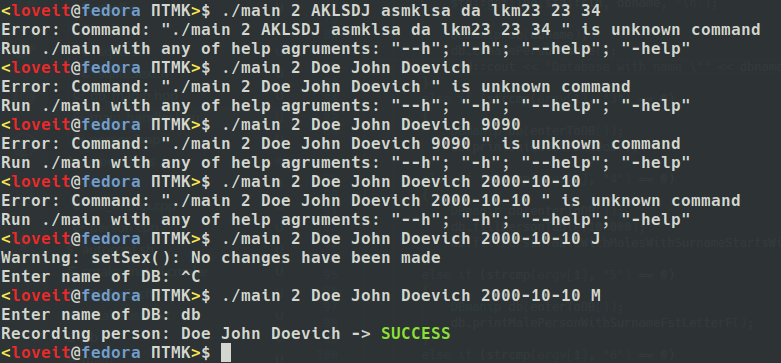 <loveit@fedora ПТМК>$ ./main 2 AKLSDJ asmklsa da lkm23 23 34
Error: Command: "./main 2 AKLSDJ asmklsa da lkm23 23 34 " is unknown command
Run ./main with any of help agruments: "--h"; "-h"; "--help"; "-help"
<loveit@fedora ПТМК>$ ./main 2 Doe John Doevich
Error: Command: "./main 2 Doe John Doevich " is unknown command
Run ./main with any of help agruments: "--h"; "-h"; "--help"; "-help"
<loveit@fedora ПТМК>$ ./main 2 Doe John Doevich 9090
Error: Command: "./main 2 Doe John Doevich 9090 " is unknown command
Run ./main with any of help agruments: "--h"; "-h"; "--help"; "-help"
<loveit@fedora ПТМК>$ ./main 2 Doe John Doevich 2000-10-10
Error: Command: "./main 2 Doe John Doevich 2000-10-10 " is unknown command
Run ./main with any of help agruments: "--h"; "-h"; "--help"; "-help"
<loveit@fedora ПТМК>$ ./main 2 Doe John Doevich 2000-10-10 J
Warning: setSex(): No changes have been made
Enter name of DB: ^C
<loveit@fedora ПТМК>$ ./main 2 Doe John Doevich 2000-10-10 M
Enter name of DB: db
Recording person: Doe John Doevich -> SUCCESS
<loveit@fedora ПТМК>$